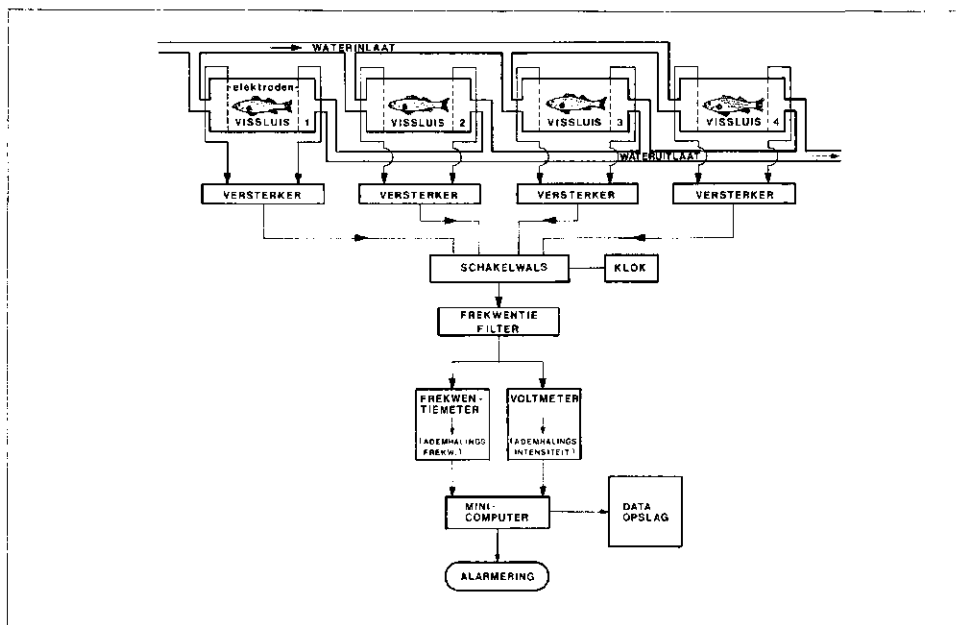 WATERINLAAT
elektroden
VISSLUIS 1
VISSLUIS 2
VISSLUIS 3
VISSLUIS 4
WATERUITLAAT
VERSTERKER
VERSTERKER
VERSTERKER
VERSTERKER
SCHAKELWALS
KLOK
FREKWENTIE
FILTER
FREKWEN-
TIEMETER
(ADEMHALINGS
FREKW.)
VOLTMETER
(ADEMHALINGS
INTENSITEIT)
MINI-
COMPUTER
DATA
OPSLAG
ALARMERING